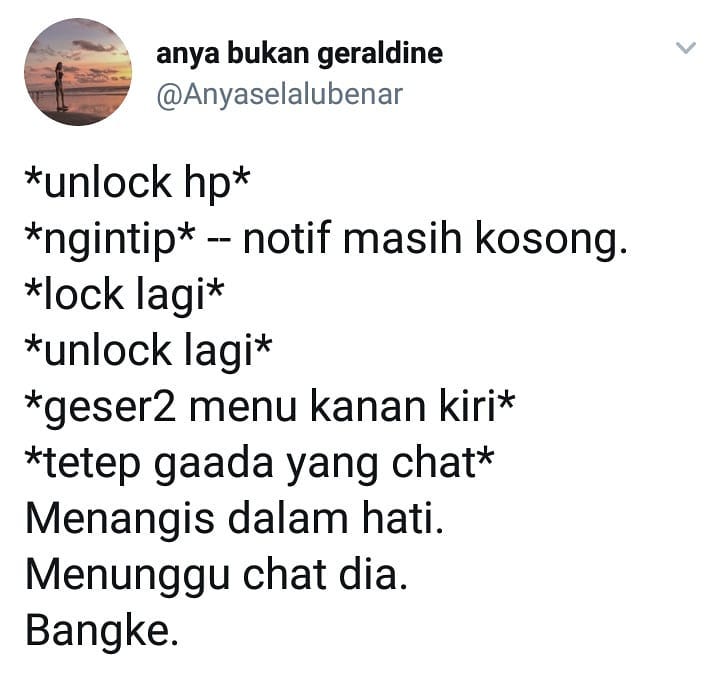 anya bukan geraldine
@Anyaselalubenar
*unlock hp*
*ngintip* -- notif masih kosong.
*lock lagi*
*unlock lagi*
*geser2 menu kanan kiri*
*tetep gaada yang chat*
Menangis dalam hati.
Menunggu chat dia.
Bangke.